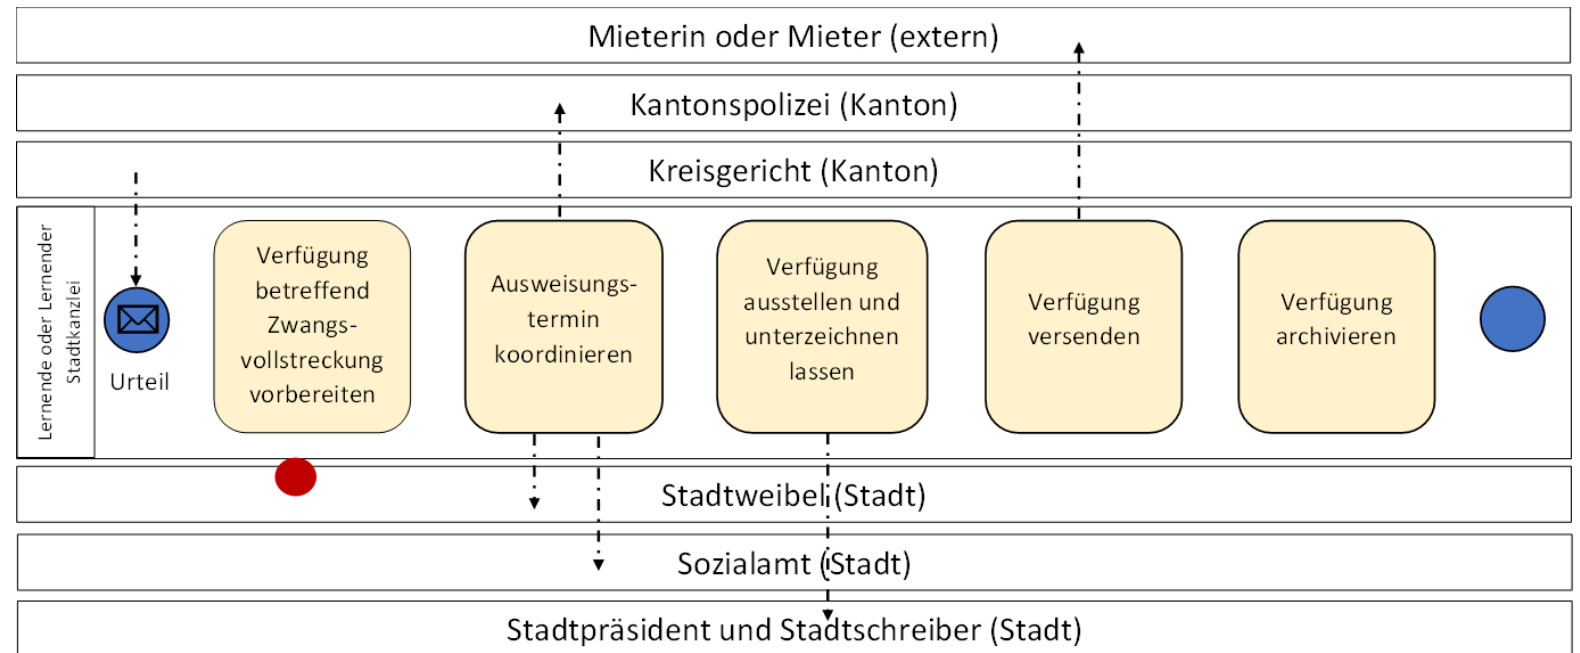 Mieterin oder Mieter (extern)
Kantonspolizei (Kanton)
Kreisgericht (Kanton)
Lernende oder Lernender
Stadtkanzlei
Urteil
Verfügung
betreffend
Zwangs-
vollstreckung
vorbereiten
Ausweisungs-
termin
koordinieren
Verfügung
ausstellen und
unterzeichnen
lassen
Verfügung
versenden
Verfügung
archivieren
Stadtweibel (Stadt)
Sozialamt (Stadt)
Stadtpräsident und Stadtschreiber (Stadt)